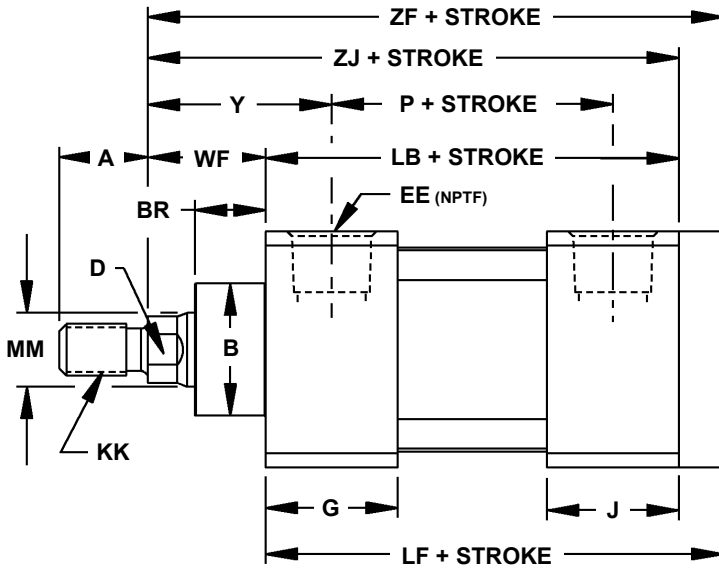 ZF + STROKE
ZJ + STROKE
Y
P + STROKE
A
WF
LB + STROKE
BR
EE (NPTF)
D
MM
B
KK
G
J
LF + STROKE